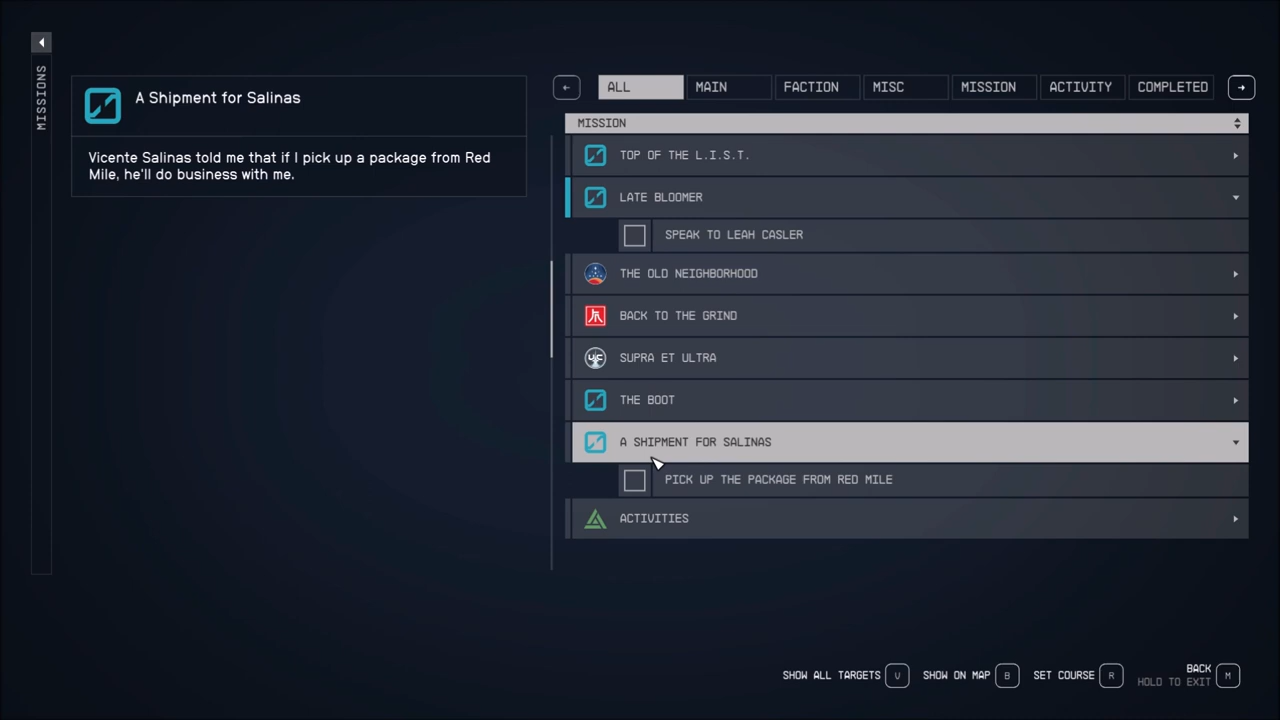 MISSIONS
A Shipment for Salinas
Vicente Salinas told me that if I pick up a package from Red
Mile, he'll do business with me.
ALL MAIN FACTION MISC MISSION ACTIVITY COMPLETED
MISSION
TOP OF THE L.I.S.T.
LATE BLOOMER
SPEAK TO LEAH CASLER
THE OLD NEIGHBORHOOD
BACK TO THE GRIND
SUPRA ET ULTRA
THE BOOT
A SHIPMENT FOR SALINAS
PICK UP THE PACKAGE FROM RED MILE
ACTIVITIES
SHOW ALL TARGETS V SHOW ON MAP B SET COURSE R BACK M
HOLD TO EXIT